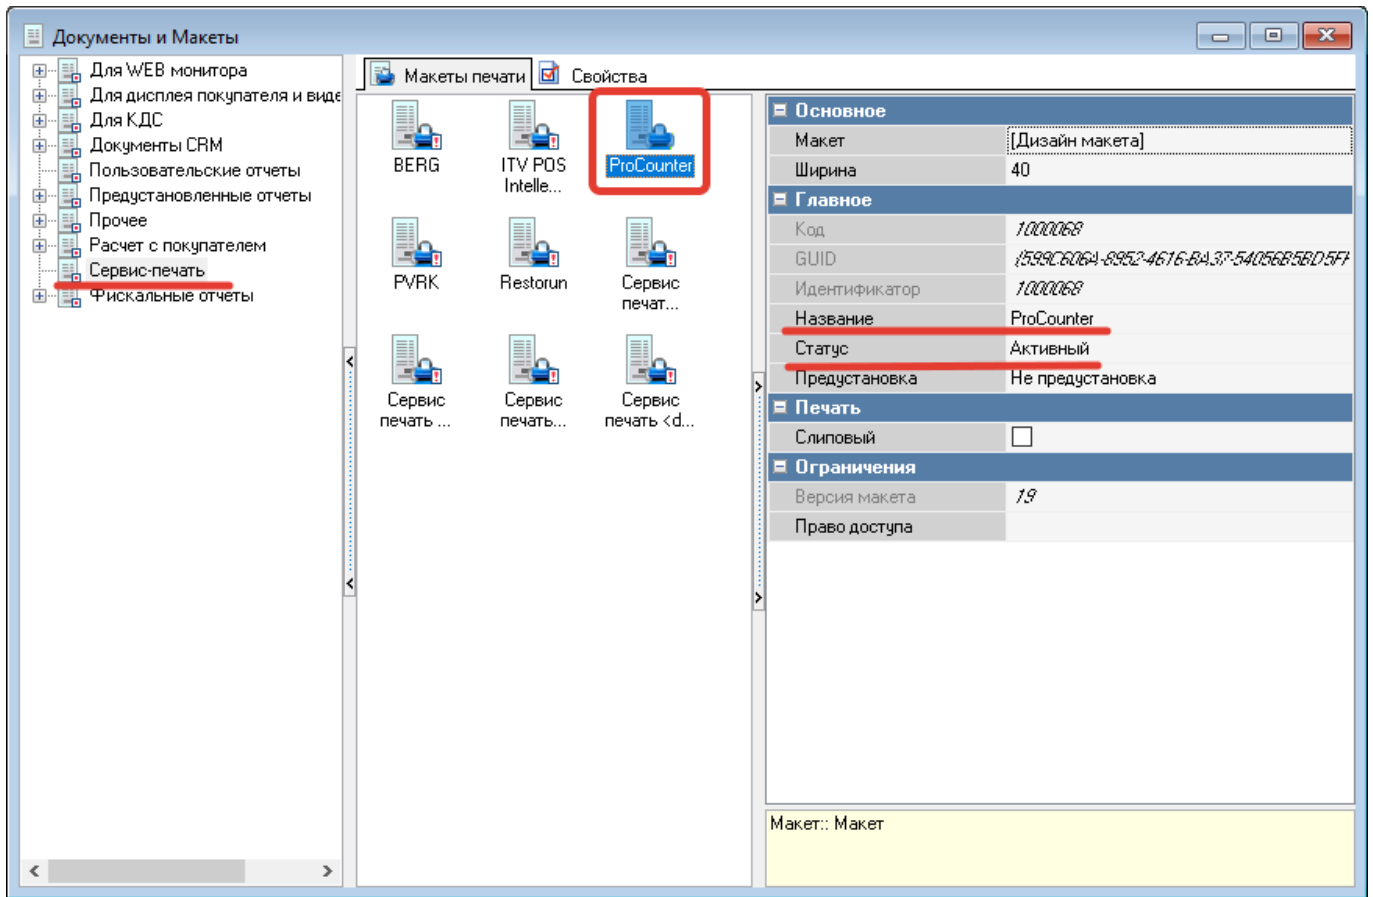 Документы и Макеты
Для WEB монитора
Для дисплея покупателя и виде
Для КДС
Документы CRM
Пользовательские отчеты
Предустановленные отчеты
Прочее
Расчет с покупателем
Сервис-печать
Фискальные отчеты
Макеты печати
Свойства
BERG
ITV POS
Intelle...
ProCounter
PVRK
Restorun
Сервис
печат...
Сервис
печать ...
Сервис
печать...
Сервис
печать <d...
Основное
Макет [Дизайн макета]
Ширина 40
Главное
Код 1000068
GUID
Идентификатор 1000068
Название ProCounter
Статус Активный
Предустановка Не предустановка
Печать
Слиповый
Ограничения
Версия макета 19
Право доступа
Макет:: Макет